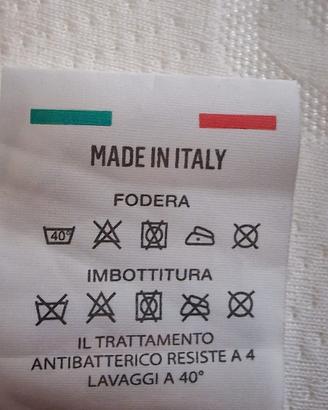 MADE IN ITALY
FODERA
40°
IMBOTTITURA
IL TRATTAMENTO
ANTIBATTERICO RESISTE A 4
LAVAGGI A 40°